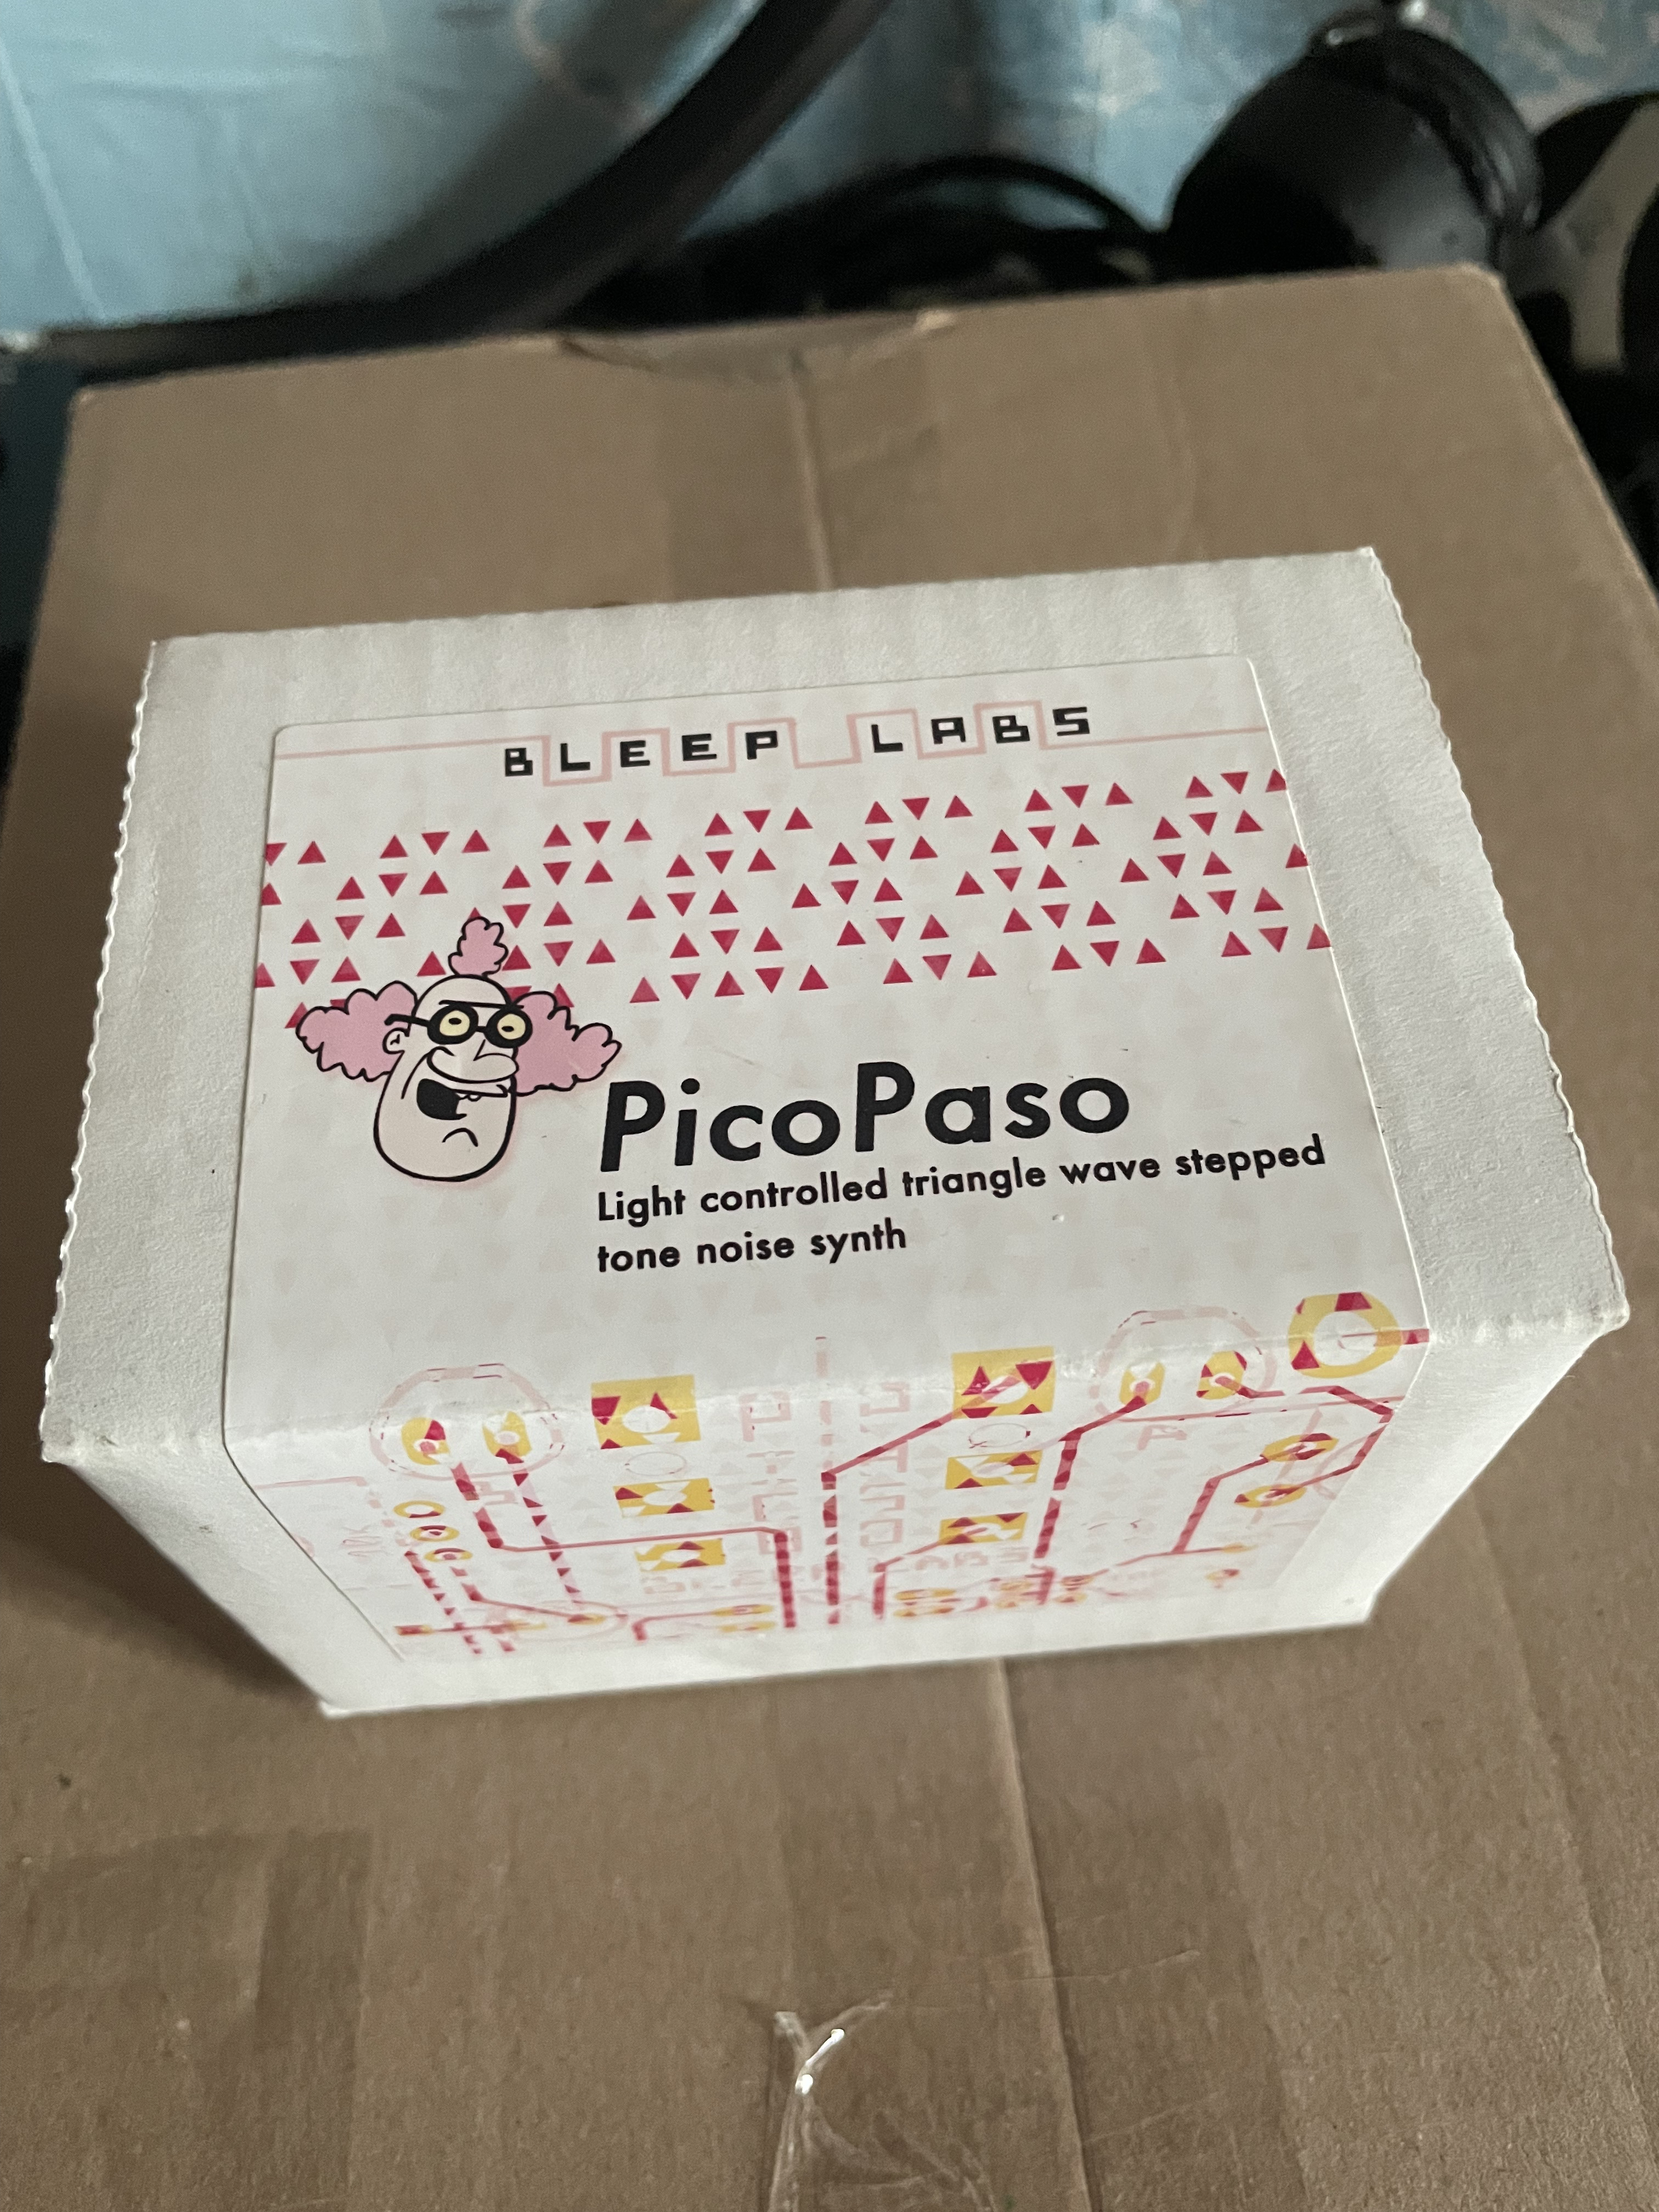 BLEEP LABS
PicoPaso
Light controlled triangle wave stepped
tone noise synth